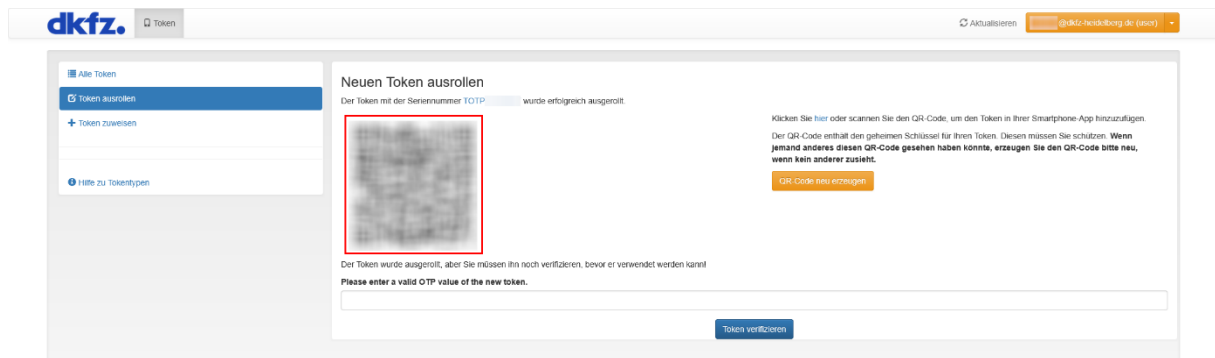 dkfz.
Token
Aktualisieren
@dkfz-heidelberg.de (user)
Alle Token
Token ausrollen
Token zuweisen
Hilfe zu Tokentypen
Neuen Token ausrollen
Der Token mit der Seriennummer TOTP wurde erfolgreich ausgerollt.
Klicken Sie hier oder scannen Sie den QR-Code, um den Token in Ihrer Smartphone-App hinzuzufügen.
Der QR-Code enthält den geheimen Schlüssel für Ihren Token. Diesen müssen Sie schützen. Wenn
jemand anderes diesen QR-Code gesehen haben könnte, erzeugen Sie den QR-Code bitte neu,
wenn kein anderer zusieht.
QR-Code neu erzeugen
Der Token wurde ausgerollt, aber Sie müssen ihn noch verifizieren, bevor er verwendet werden kann!
Please enter a valid OTP value of the new token.
Token verifizieren